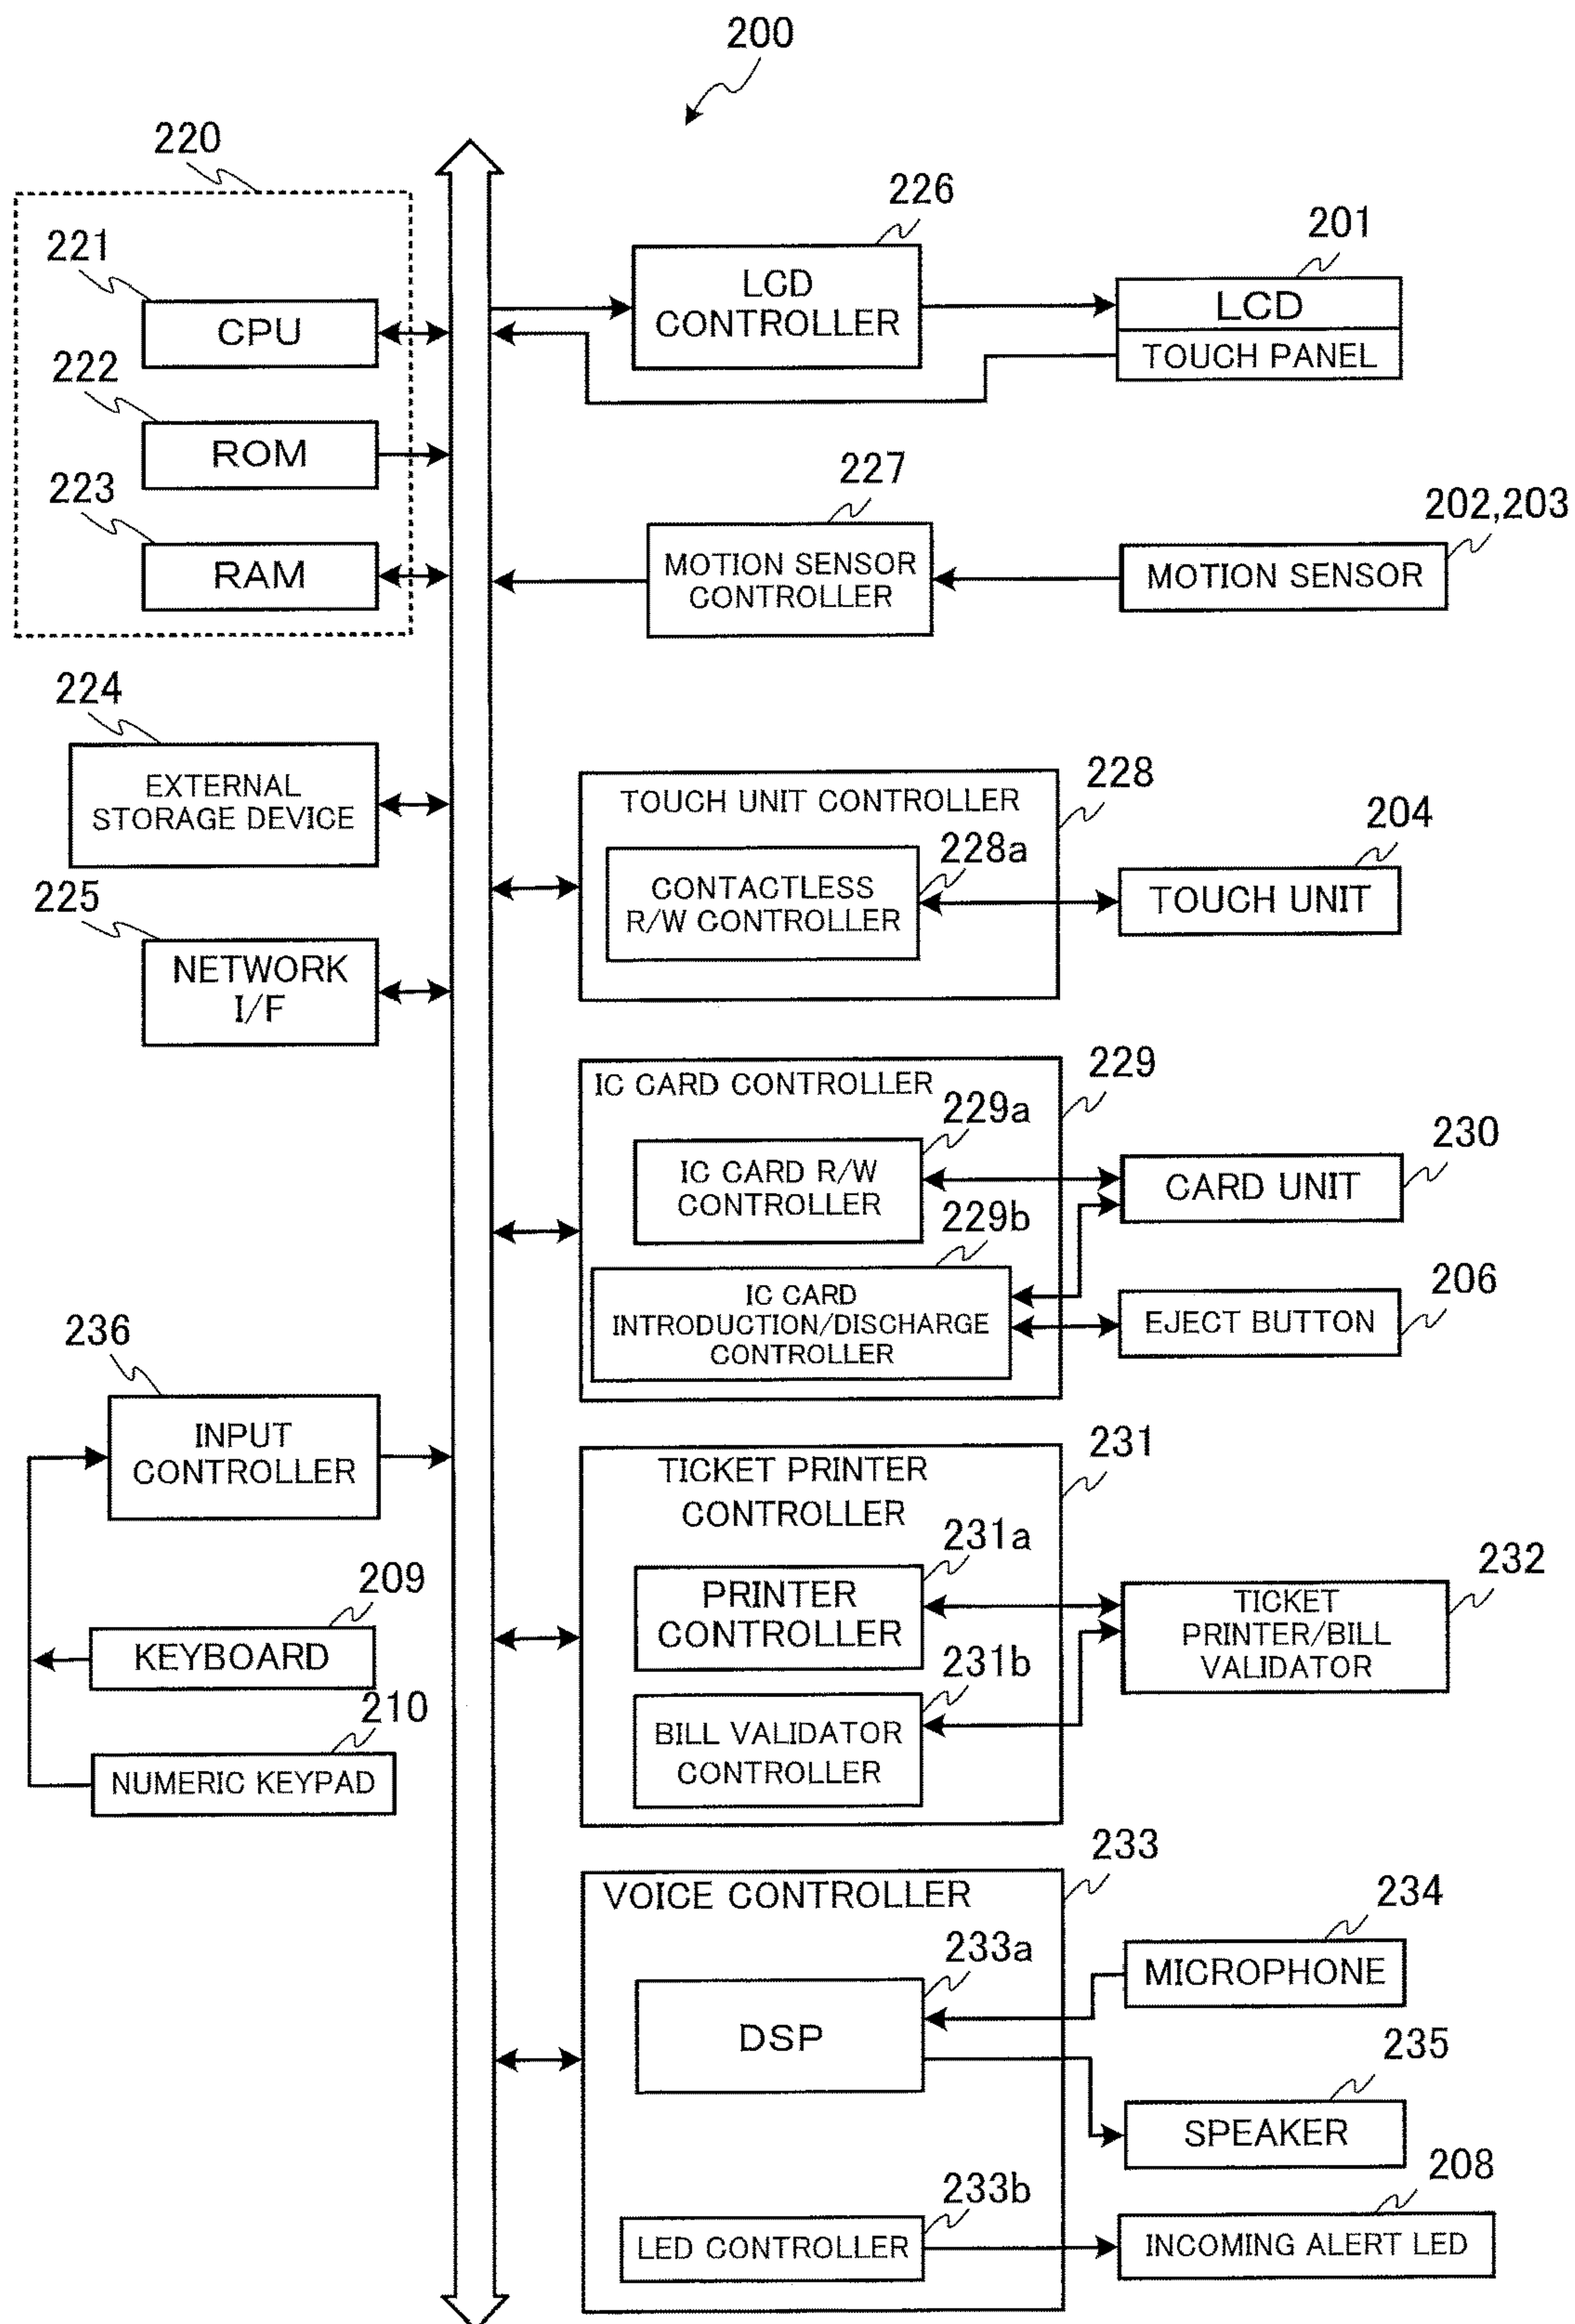 200
220
221
CPU
222
ROM
223
RAM
224
EXTERNAL
STORAGE DEVICE
225
NETWORK
I/F
236
INPUT
CONTROLLER
209
KEYBOARD
210
NUMERIC KEYPAD
226
LCD
CONTROLLER
201
LCD
TOUCH PANEL
227
MOTION SENSOR
CONTROLLER
202,203
MOTION SENSOR
228
TOUCH UNIT CONTROLLER
228a
CONTACTLESS
R/W CONTROLLER
204
TOUCH UNIT
229
IC CARD CONTROLLER
229a
IC CARD R/W
CONTROLLER
229b
IC CARD
INTRODUCTION/DISCHARGE
CONTROLLER
230
CARD UNIT
206
EJECT BUTTON
231
TICKET PRINTER
CONTROLLER
231a
PRINTER
CONTROLLER
231b
BILL VALIDATOR
CONTROLLER
232
TICKET
PRINTER/BILL
VALIDATOR
233
VOICE CONTROLLER
233a
DSP
233b
LED CONTROLLER
234
MICROPHONE
235
SPEAKER
208
INCOMING ALERT LED